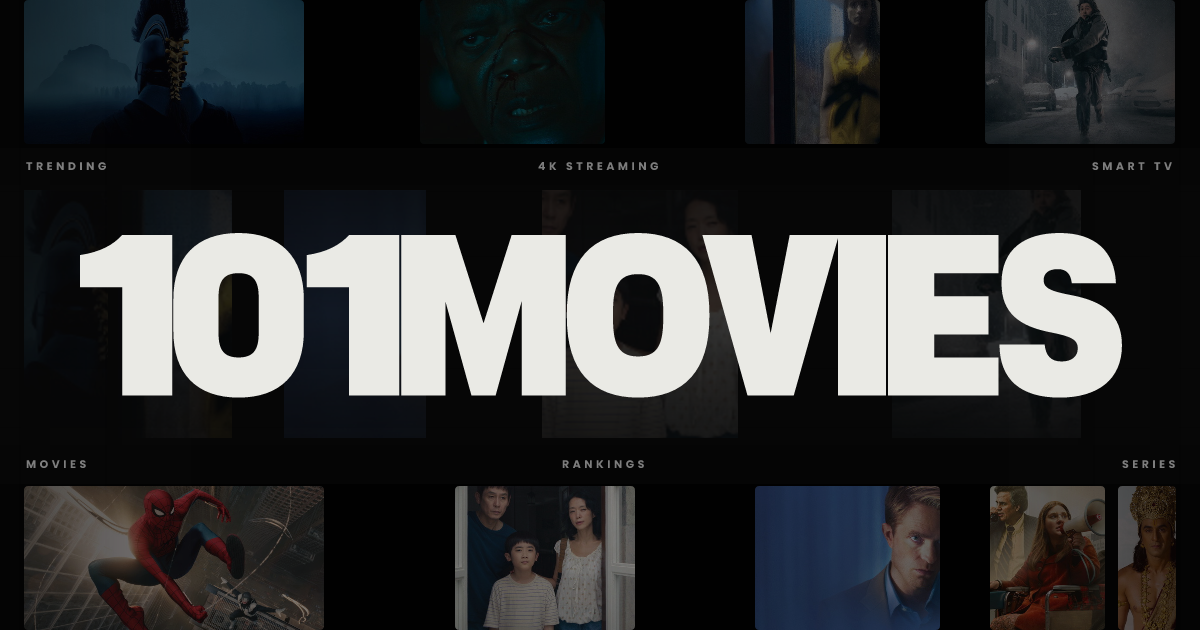 TRENDING
4K STREAMING
SMART TV
101MOVIES
MOVIES
RANKINGS
SERIES